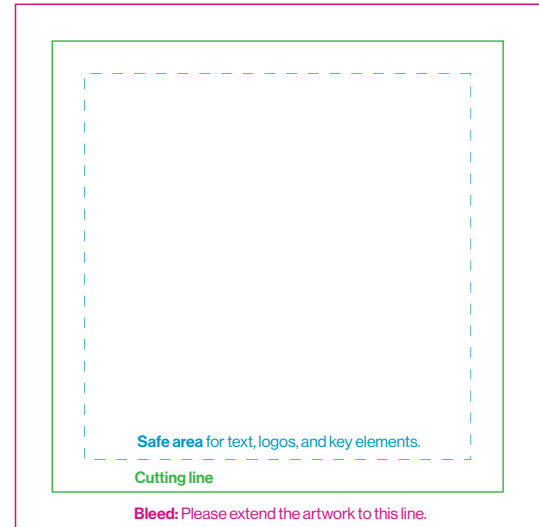 Safe area for text, logos, and key elements.
Cutting line
Bleed: Please extend the artwork to this line.